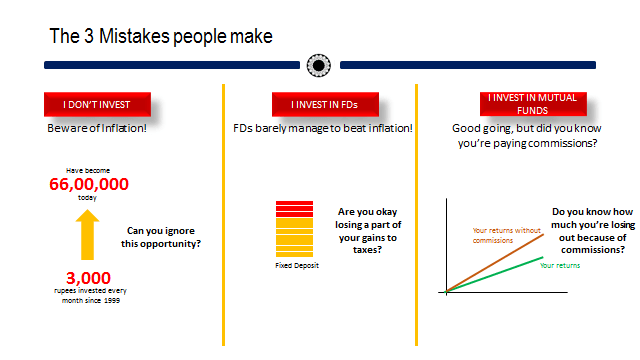 The 3 Mistakes people make
I DON'T INVEST
Beware of Inflation!
Have become
66,00,000
today
Can you ignore
this opportunity?
3,000
rupees invested every
month since 1999
I INVEST IN FDs
FDs barely manage to beat inflation!
Are you okay
losing a part of
your gains to
taxes?
Fixed Deposit
I INVEST IN MUTUAL
FUNDS
Good going, but did you know
you're paying commissions?
Your returns without
commissions
Do you know how
much you're losing
out because of
commissions?
Your returns